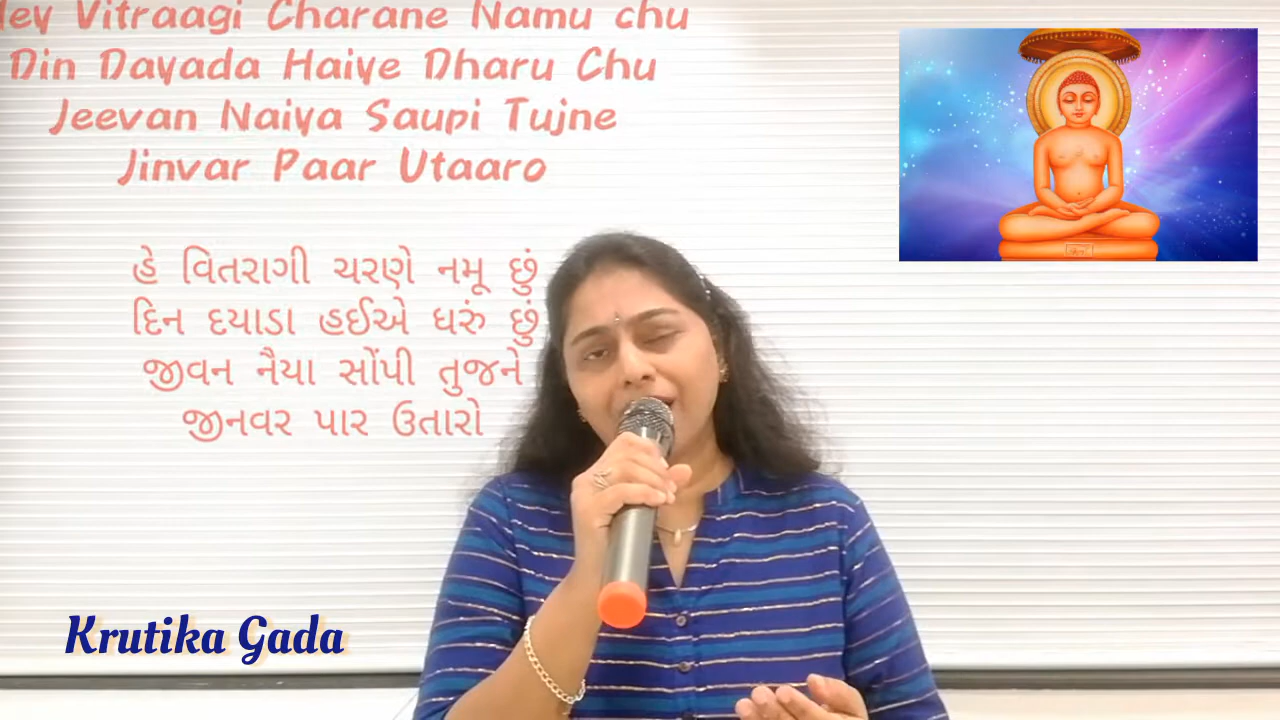 Hey Vitraagi Charane Namu chu
Din Dayada Haiye Dharu Chu
Jeevan Naiya Saupi Tujne
Jinvar Paar Utaaro
હે વિતરાગી ચરણે નમૂ છું
દિન દયાડા હઈએ ધરું છું
જીવન નૈયા સોંપી તુજને
જીનવર પાર ઉતારો
Krutika Gada